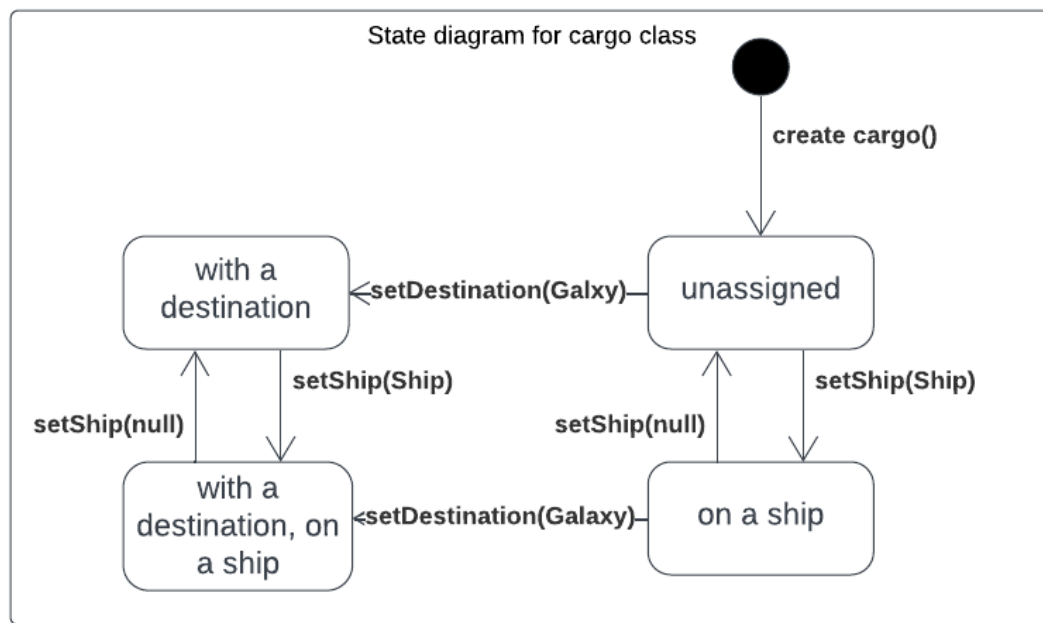 State diagram for cargo class
create cargo()
with a
destination
setDestination(Galxy)
unassigned
setShip(Ship)
setShip(Ship)
setShip(null)
setShip(null)
with a
destination, on
a ship
setDestination(Galaxy)
on a ship